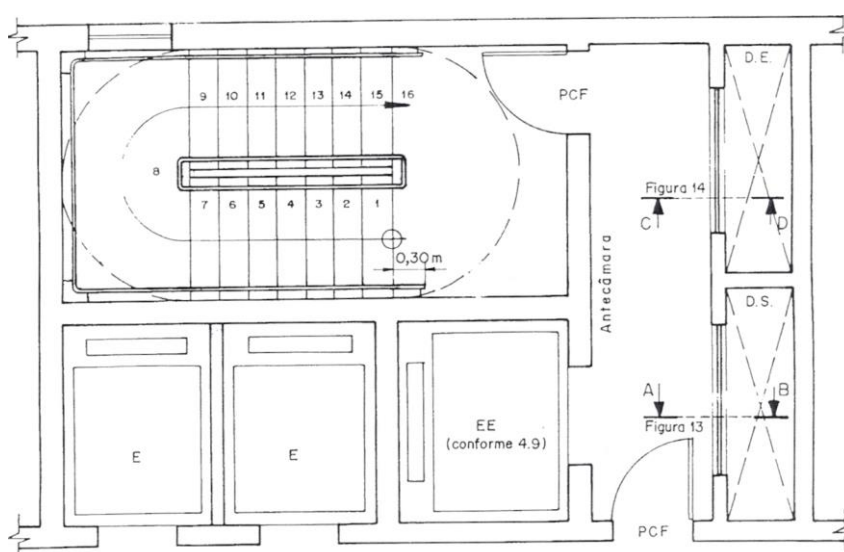 D.E.
9 10 11 12 13 14 15 16
PCF
8
Figura 14
7 6 5 4 3 2 1
C D
0,30 m
Antecâmara
D.S.
A B
EE
(conforme 4.9)
Figura 13
E E
PCF